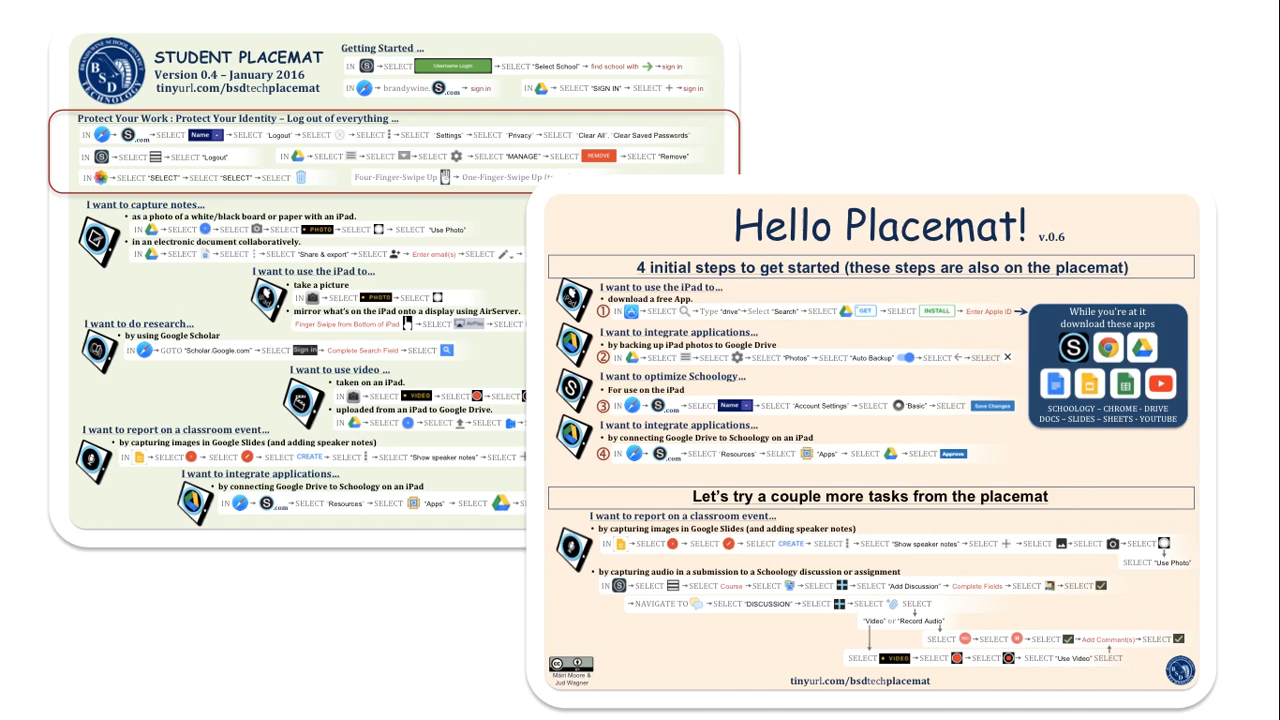 STUDENT PLACEMAT
Version 0.4 – January 2016
tinyurl.com/bsdtechplacemat
BRANDYWINE SCHOOL DISTRICT
B S D
TECHNOLOGY
Getting Started …
IN → SELECT Username Login → SELECT "Select School" → find school with → → sign in
IN → brandywine. .com → sign in
IN → SELECT "SIGN IN" → SELECT + → sign in
Protect Your Work : Protect Your Identity – Log out of everything …
IN → .com → SELECT Name → SELECT 'Logout' → SELECT → SELECT → SELECT 'Settings' → SELECT 'Privacy' → SELECT 'Clear All', 'Clear Saved Passwords'
IN → SELECT → SELECT "Logout"
IN → SELECT → SELECT → SELECT → SELECT "MANAGE" → SELECT REMOVE → SELECT "Remove"
IN → SELECT "SELECT" → SELECT "SELECT" → SELECT
Four-Finger-Swipe Up → One-Finger-Swipe Up
I want to capture notes…
• as a photo of a white/black board or paper with an iPad.
IN → SELECT → SELECT → SELECT → SELECT PHOTO → SELECT → SELECT "Use Photo"
• in an electronic document collaboratively.
IN → SELECT → SELECT → SELECT "Share & export" → SELECT → Enter email(s) → SELECT
I want to use the iPad to…
• take a picture
IN → SELECT PHOTO → SELECT
• mirror what's on the iPad onto a display using AirServer.
Finger Swipe from Bottom of iPad → SELECT AirPlay → SELECT
I want to do research…
• by using Google Scholar
IN → GOTO "Scholar.Google.com" → SELECT Sign in → Complete Search Field → SELECT
I want to use video …
• taken on an iPad.
IN → SELECT VIDEO → SELECT → SELECT
• uploaded from an iPad to Google Drive.
IN → SELECT → SELECT → SELECT → SELECT
I want to report on a classroom event…
• by capturing images in Google Slides (and adding speaker notes)
IN → SELECT → SELECT → SELECT CREATE → SELECT → SELECT "Show speaker notes" → SELECT
I want to integrate applications…
• by connecting Google Drive to Schoology on an iPad
IN → .com → SELECT 'Resources' → SELECT "Apps" → SELECT
Hello Placemat! v.0.6
4 initial steps to get started (these steps are also on the placemat)
I want to use the iPad to…
• download a free App.
1 IN → SELECT → Type "drive" → Select "Search" → SELECT GET → SELECT INSTALL → Enter Apple ID →
I want to integrate applications…
• by backing up iPad photos to Google Drive
2 IN → SELECT → SELECT → SELECT "Photos" → SELECT "Auto Backup" → SELECT ← → SELECT X
I want to optimize Schoology…
• For use on the iPad
3 IN → .com → SELECT Name → SELECT 'Account Settings' → SELECT "Basic" → SELECT Save Changes
I want to integrate applications…
• by connecting Google Drive to Schoology on an iPad
4 IN → .com → SELECT 'Resources' → SELECT "Apps" → SELECT → SELECT Approve
While you're at it
download these apps
SCHOOLOGY – CHROME - DRIVE
DOCS – SLIDES – SHEETS - YOUTUBE
Let's try a couple more tasks from the placemat
I want to report on a classroom event…
• by capturing images in Google Slides (and adding speaker notes)
IN → SELECT → SELECT → SELECT CREATE → SELECT → SELECT "Show speaker notes" → SELECT + → SELECT → SELECT → SELECT
SELECT "Use Photo"
• by capturing audio in a submission to a Schoology discussion or assignment
IN → SELECT → SELECT Course → SELECT → SELECT → SELECT "Add Discussion" → Complete Fields → SELECT → SELECT
→ NAVIGATE TO → SELECT "DISCUSSION" → SELECT → SELECT SELECT
"Video" or "Record Audio"
SELECT → SELECT → SELECT → Add Comment(s) → SELECT
SELECT VIDEO → SELECT → SELECT → SELECT "Use Video" SELECT
Mairi Moore &
Jud Wagner
tinyurl.com/bsdtechplacemat